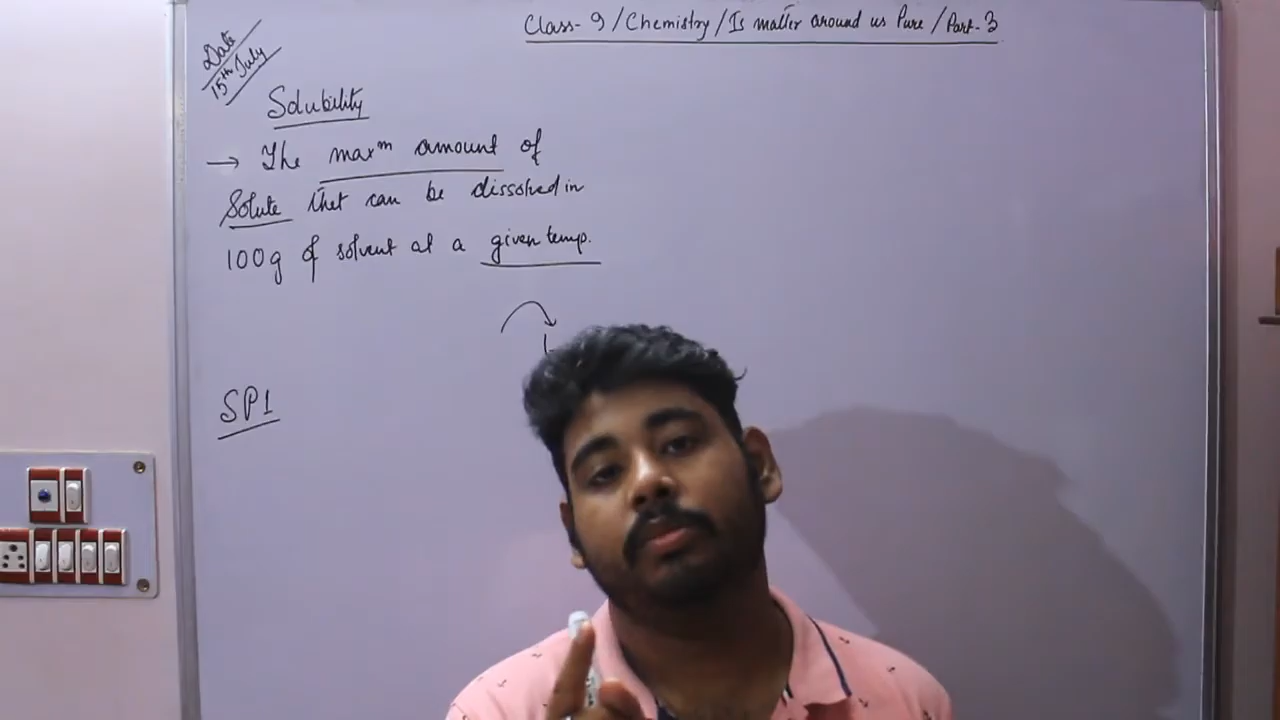 Class-9/Chemistry/Is matter around us Pure/Part-3
Date
15th July
Solubility
→ The maxm amount of
Solute that can be dissolved in
100g of solvent at a given temp.
SP1